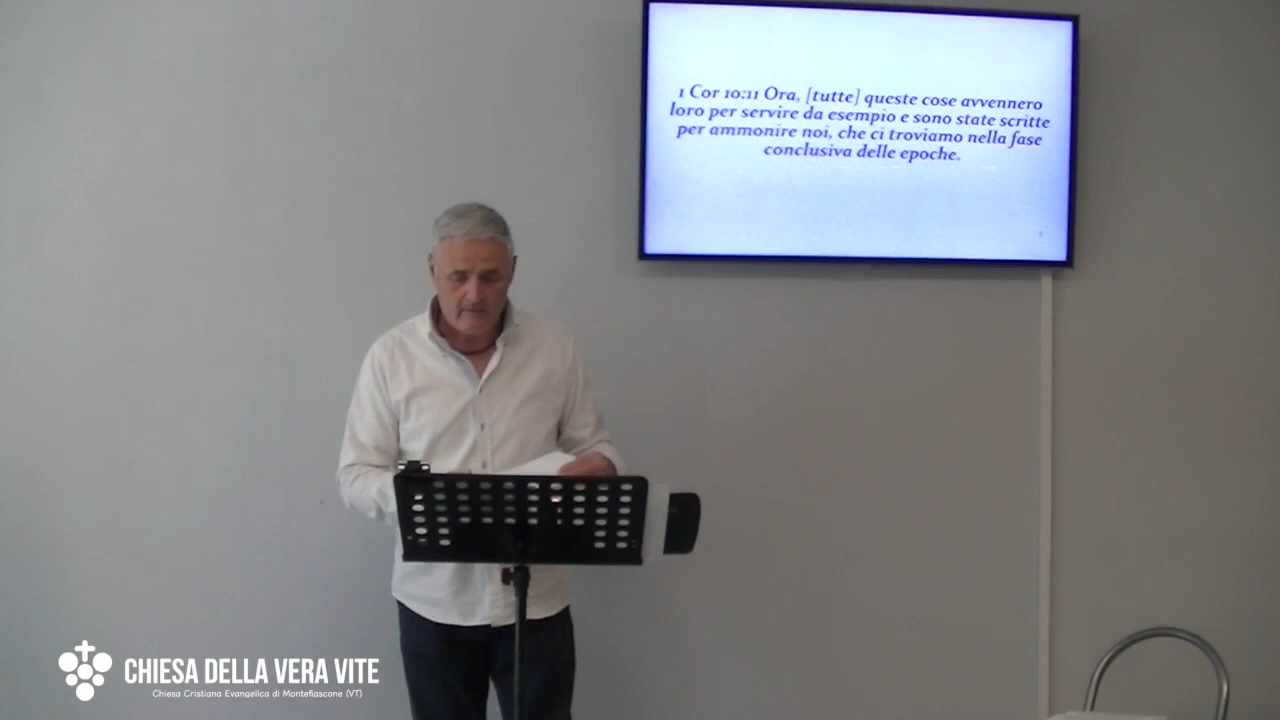 1 Cor 10:11 Ora, [tutte] queste cose avvennero
loro per servire da esempio e sono state scritte
per ammonire noi, che ci troviamo nella fase
conclusiva delle epoche.
CHIESA DELLA VERA VITE
Chiesa Cristiana Evangelica di Montefiascone (VT)